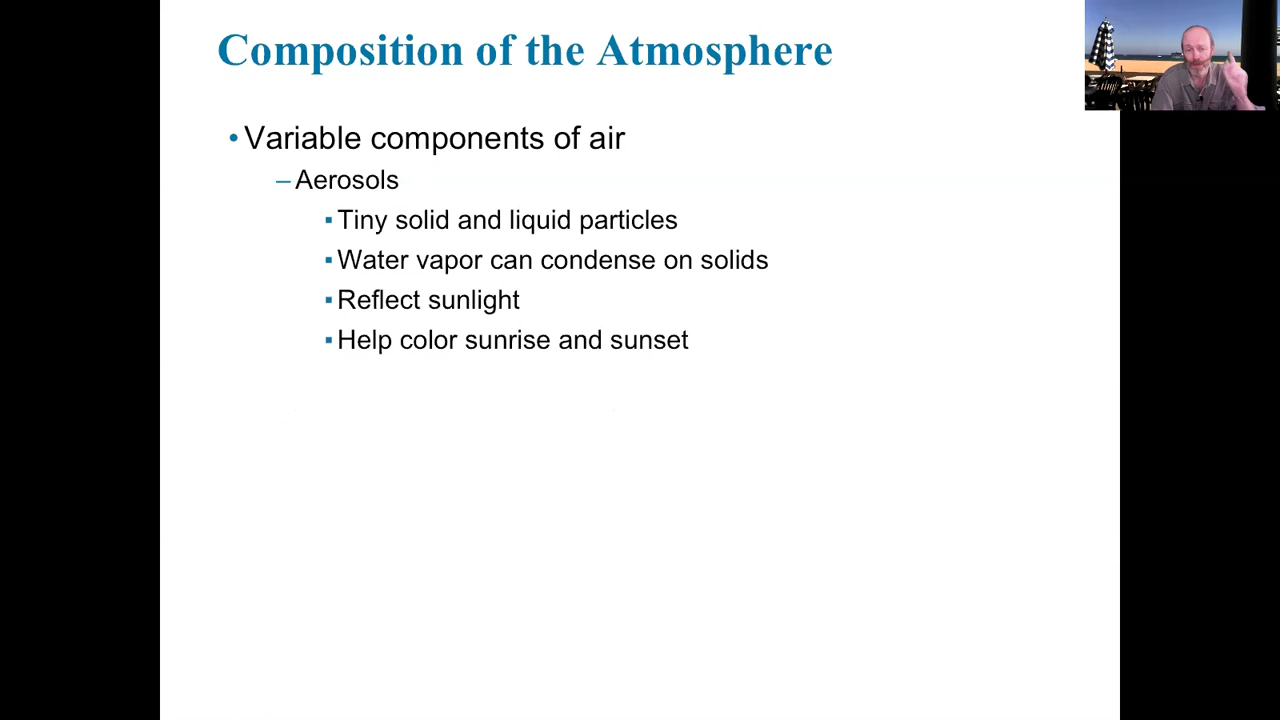 Composition of the Atmosphere
• Variable components of air
– Aerosols
▪ Tiny solid and liquid particles
▪ Water vapor can condense on solids
▪ Reflect sunlight
▪ Help color sunrise and sunset